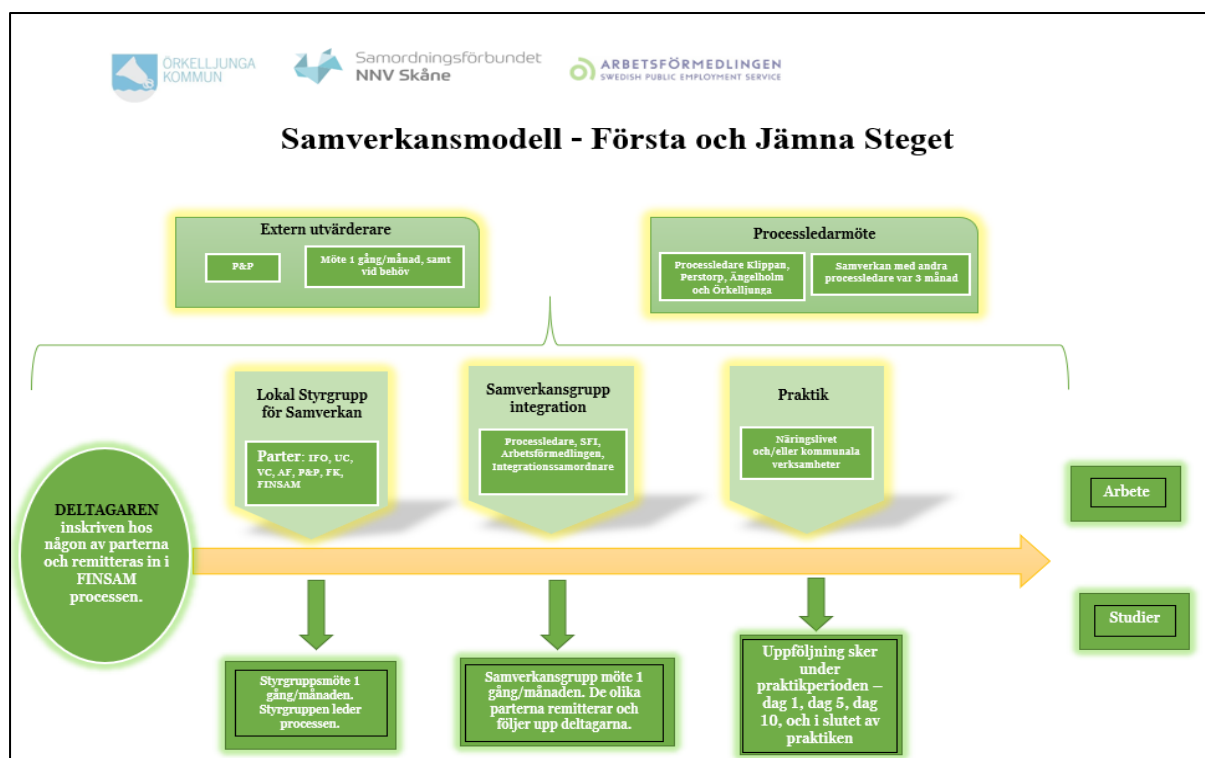 ÖRKELLJUNGA
KOMMUN
Samordningsförbundet
NNV Skåne
ARBETSFÖRMEDLINGEN
SWEDISH PUBLIC EMPLOYMENT SERVICE
Samverkansmodell - Första och Jämna Steget
Extern utvärderare
P&P
Möte 1 gång/månad, samt
vid behöv
Processledarmöte
Processledare Klippan,
Perstorp, Ängelholm
och Örkelljunga
Samverkan med andra
processledare var 3 månad
Lokal Styrgrupp
för Samverkan
Parter: IFO, UC,
VC, AF, P&P, FK,
FINSAM
Samverkansgrupp
integration
Processledare, SFI,
Arbetsförmedlingen,
Integrationssamordnare
Praktik
Näringslivet
och/eller kommunala
verksamheter
DELTAGAREN
inskriven hos
någon av parterna
och remitteras in i
FINSAM
processen.
Arbete
Studier
Styrgruppsmöte 1
gång/månaden.
Styrgruppen leder
processen.
Samverkansgrupp möte 1
gång/månaden. De olika
parterna remitterar och
följer upp deltagarna.
Uppföljning sker
under
praktikperioden –
dag 1, dag 5, dag
10, och i slutet av
praktiken